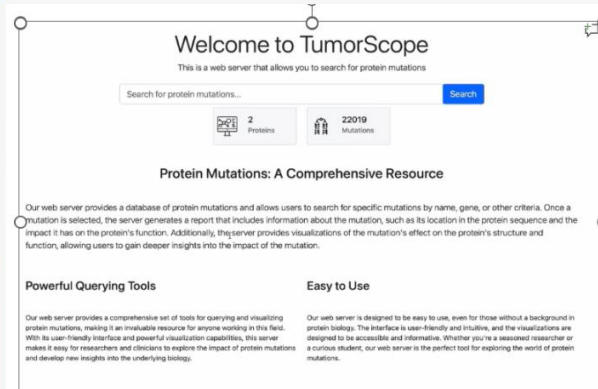 Welcome to TumorScope
This is a web server that allows you to search for protein mutations
Search for protein mutations...
Search
2
Proteins
22019
Mutations
Protein Mutations: A Comprehensive Resource
Our web server provides a database of protein mutations and allows users to search for specific mutations by name, gene, or other criteria. Once a
mutation is selected, the server generates a report that includes information about the mutation, such as its location in the protein sequence and the
impact it has on the protein's function. Additionally, the server provides visualizations of the mutation's effect on the protein's structure and
function, allowing users to gain deeper insights into the impact of the mutation.
Powerful Querying Tools
Our web server provides a comprehensive set of tools for querying and visualizing
protein mutations, making it an invaluable resource for anyone working in this field.
With its user-friendly interface and powerful visualization capabilities, this server
makes it easy for researchers and clinicians to explore the impact of protein mutations
and develop new insights into the underlying biology.
Easy to Use
Our web server is designed to be easy to use, even for those without a background in
protein biology. The interface is user-friendly and intuitive, and the visualizations are
designed to be accessible and informative. Whether you're a seasoned researcher or
a curious student, our web server is the perfect tool for exploring the world of protein
mutations.